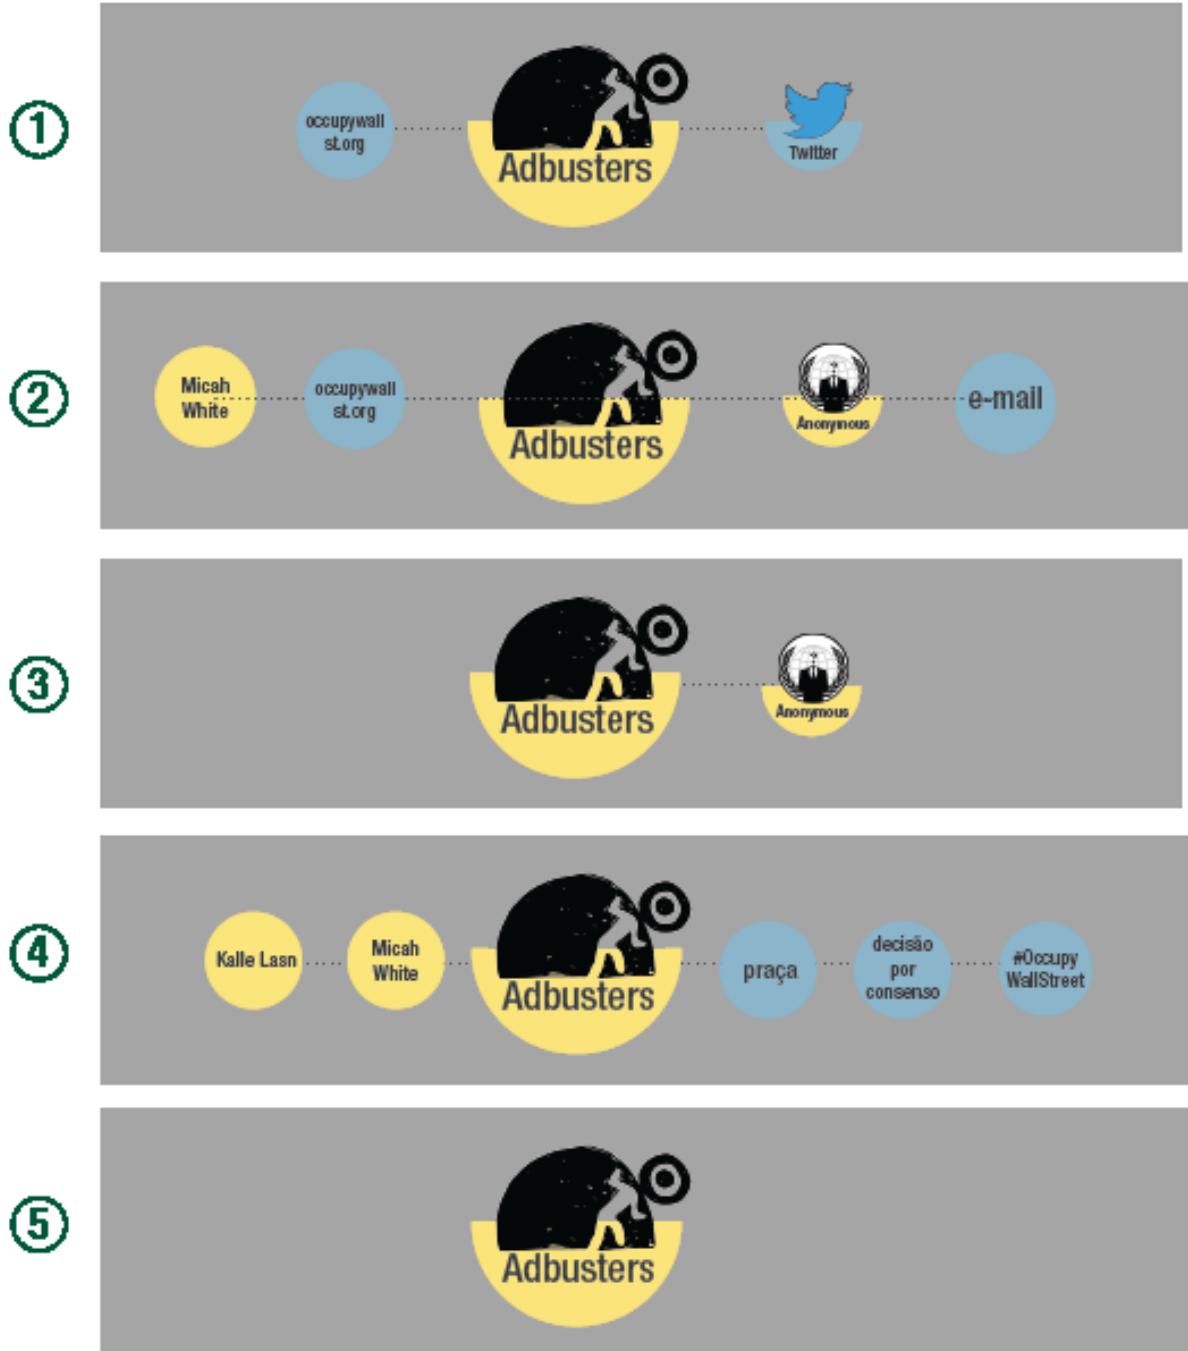 1
occupywall
st.org
Adbusters
Twitter
2
Micah
White
occupywall
st.org
Adbusters
Anonymous
e-mail
3
Adbusters
Anonymous
4
Kalle Lasn
Micah
White
Adbusters
praça
decisão
por
consenso
#Occupy
WallStreet
5
Adbusters